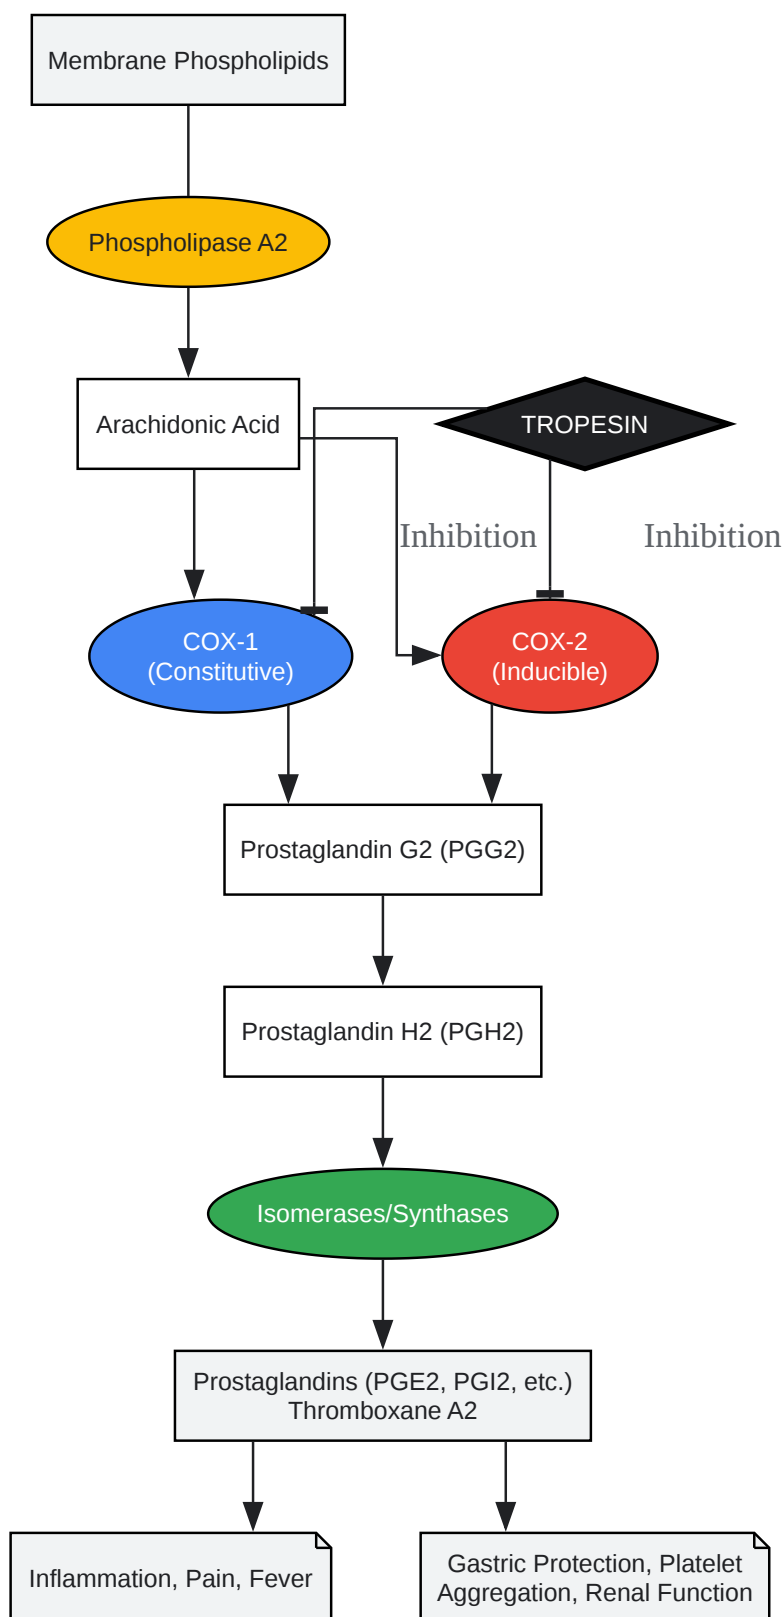 Membrane Phospholipids
Phospholipase A2
Arachidonic Acid
TROPESIN
Inhibition
Inhibition
COX-1
(Constitutive)
COX-2
(Inducible)
Prostaglandin G2 (PGG2)
Prostaglandin H2 (PGH2)
Isomerases/Synthases
Prostaglandins (PGE2, PGI2, etc.)
Thromboxane A2
Inflammation, Pain, Fever
Gastric Protection, Platelet
Aggregation, Renal Function